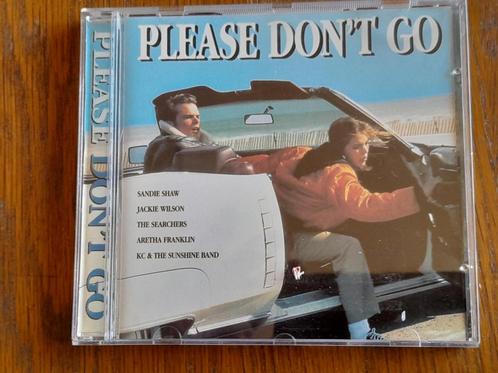 PLEASE DON'T GO
PLEASE DON'T GO
SANDIE SHAW
JACKIE WILSON
THE SEARCHERS
ARETHA FRANKLIN
KC & THE SUNSHINE BAND